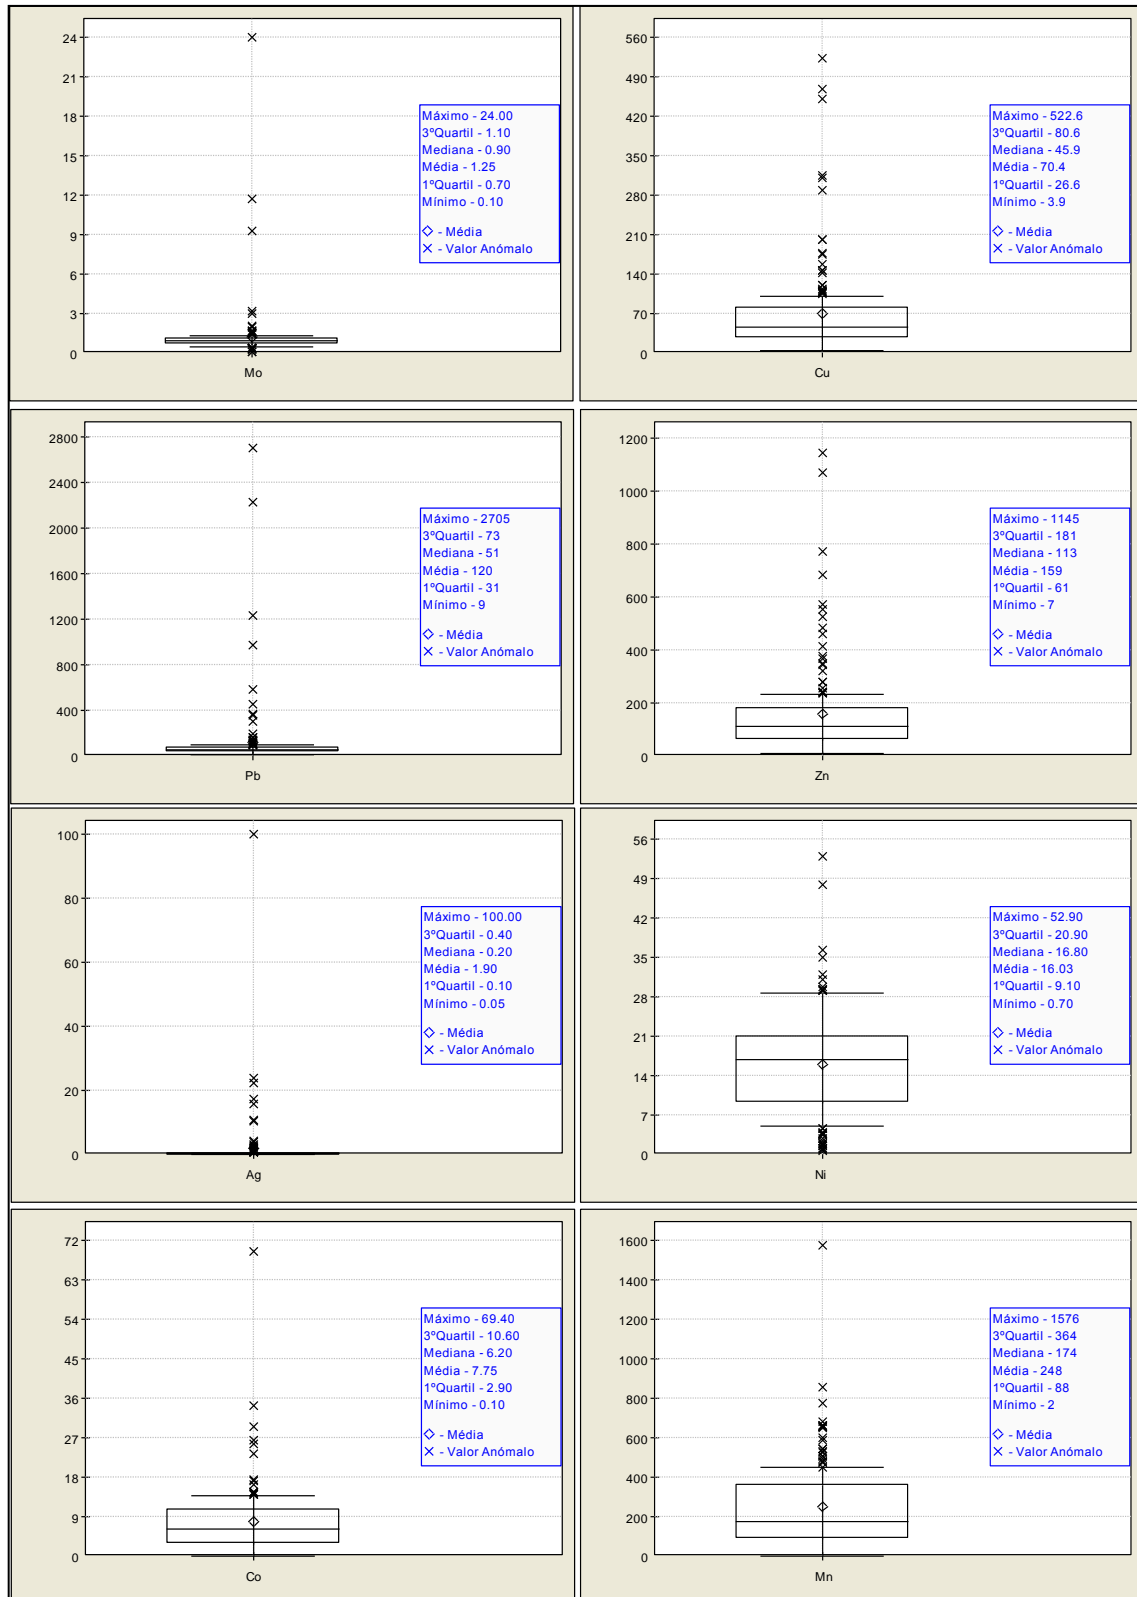 24
21
18
15
12
9
6
3
0
Mo
Máximo - 24.00
3ºQuartil - 1.10
Mediana - 0.90
Média - 1.25
1ºQuartil - 0.70
Mínimo - 0.10
- Média
- Valor Anómalo
560
490
420
350
280
210
140
70
0
Cu
Máximo - 522.6
3ºQuartil - 80.6
Mediana - 45.9
Média - 70.4
1ºQuartil - 26.6
Mínimo - 3.9
- Média
- Valor Anómalo
2800
2400
2000
1600
1200
800
400
0
Pb
Máximo - 2705
3ºQuartil - 73
Mediana - 51
Média - 120
1ºQuartil - 31
Mínimo - 9
- Média
- Valor Anómalo
1200
1000
800
600
400
200
0
Zn
Máximo - 1145
3ºQuartil - 181
Mediana - 113
Média - 159
1ºQuartil - 61
Mínimo - 7
- Média
- Valor Anómalo
100
80
60
40
20
0
Ag
Máximo - 100.00
3ºQuartil - 0.40
Mediana - 0.20
Média - 1.90
1ºQuartil - 0.10
Mínimo - 0.05
- Média
- Valor Anómalo
56
49
42
35
28
21
14
7
0
Ni
Máximo - 52.90
3ºQuartil - 20.90
Mediana - 16.80
Média - 16.03
1ºQuartil - 9.10
Mínimo - 0.70
- Média
- Valor Anómalo
72
63
54
45
36
27
18
9
0
Co
Máximo - 69.40
3ºQuartil - 10.60
Mediana - 6.20
Média - 7.75
1ºQuartil - 2.90
Mínimo - 0.10
- Média
- Valor Anómalo
1600
1400
1200
1000
800
600
400
200
0
Mn
Máximo - 1576
3ºQuartil - 364
Mediana - 174
Média - 248
1ºQuartil - 88
Mínimo - 2
- Média
- Valor Anómalo